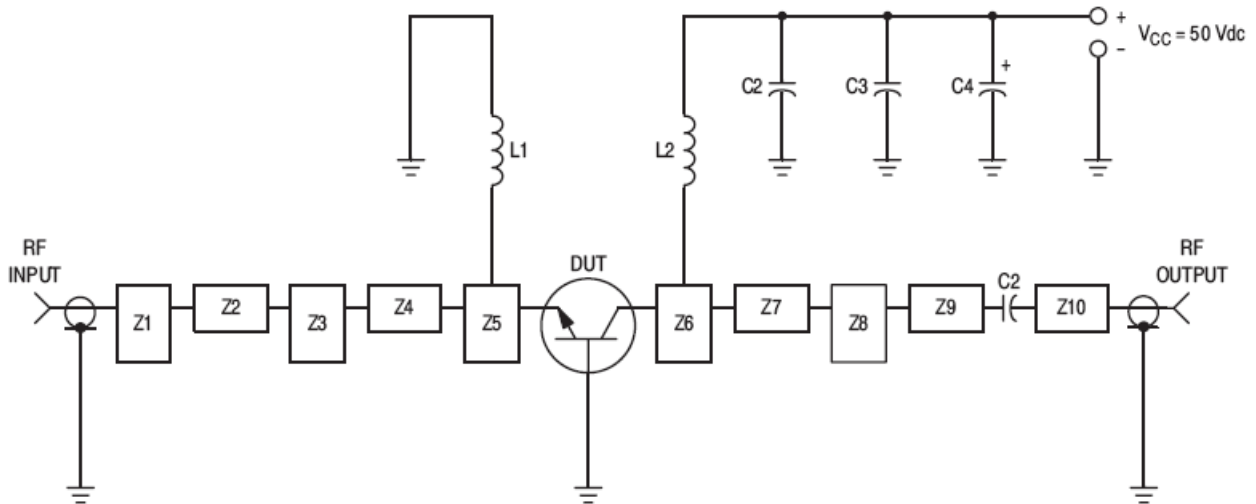 +
V_CC = 50 Vdc
−
C2
C3
C4
+
L1
L2
RF
INPUT
DUT
RF
OUTPUT
C2
Z1
Z2
Z3
Z4
Z5
Z6
Z7
Z8
Z9
Z10